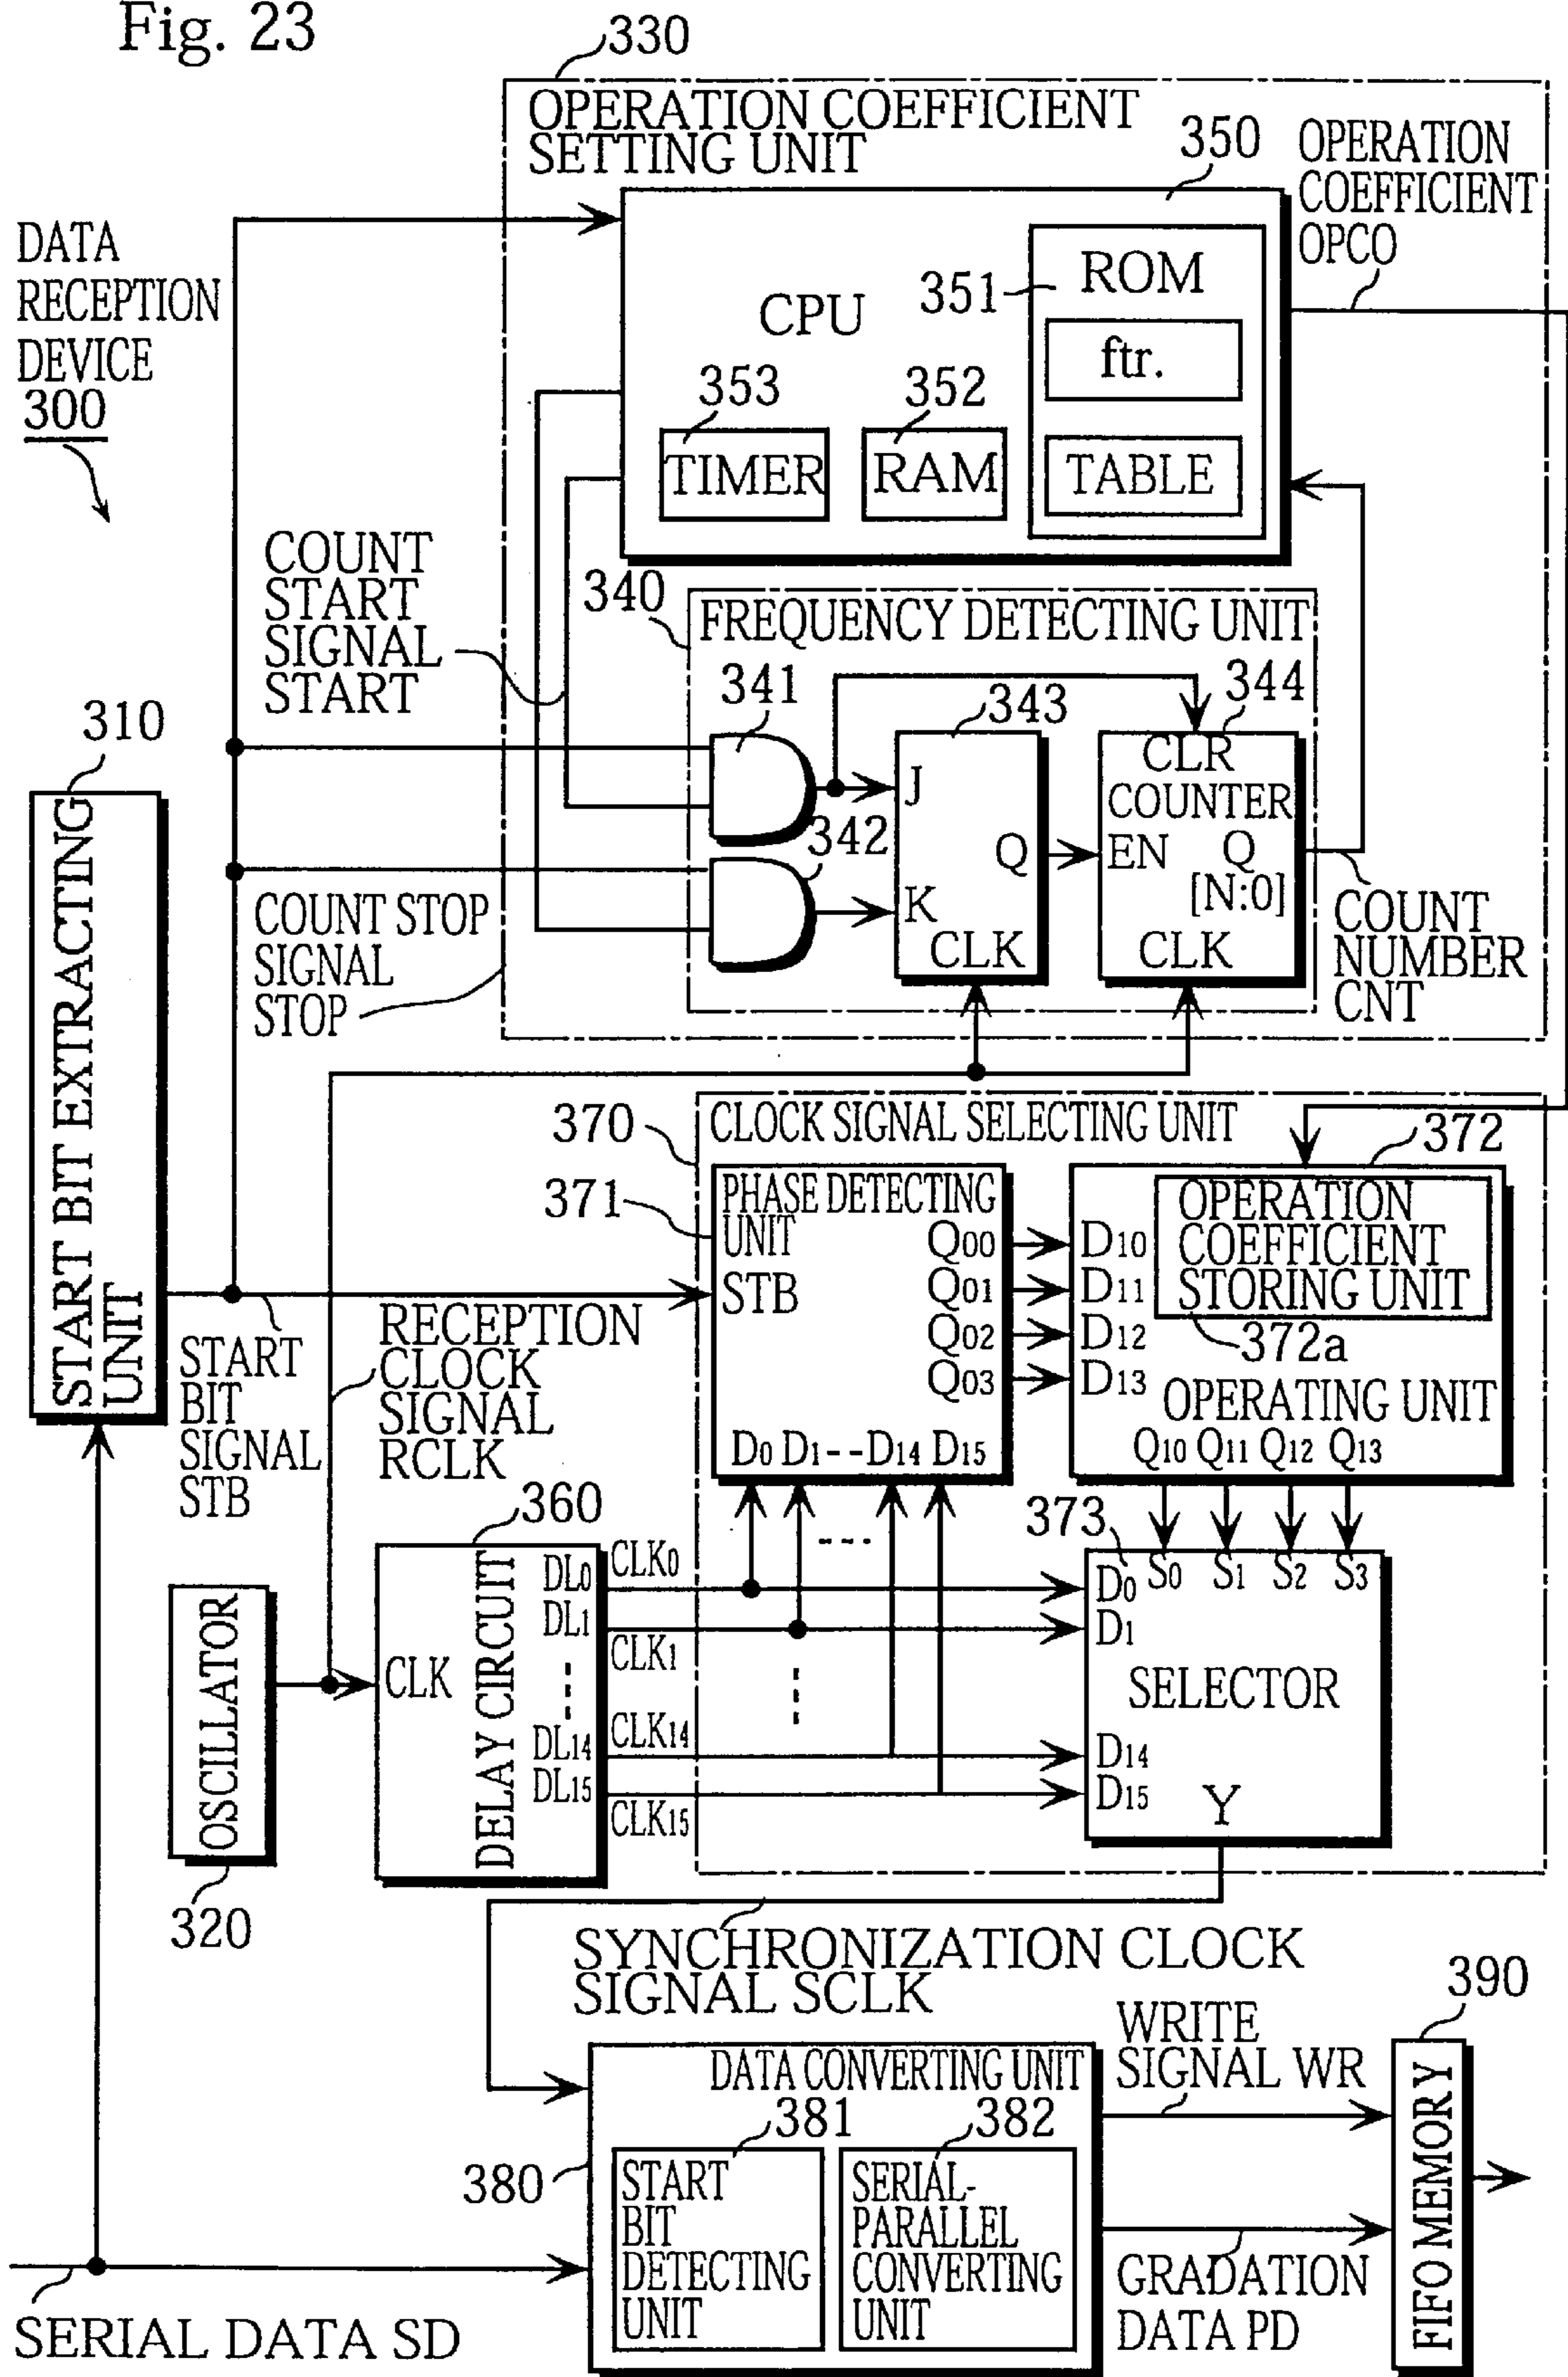 Fig. 23
330
OPERATION COEFFICIENT
SETTING UNIT
350
OPERATION
COEFFICIENT
OPCO
DATA
RECEPTION
DEVICE
300
CPU
351
ROM
ftr.
TABLE
353
TIMER
352
RAM
COUNT
START
SIGNAL
START
340
FREQUENCY DETECTING UNIT
341
343
344
342
J
K
Q
CLK
CLR
COUNTER
EN Q
[N:0]
CLK
COUNT STOP
SIGNAL
STOP
COUNT
NUMBER
CNT
310
START BIT EXTRACTING
UNIT
370
CLOCK SIGNAL SELECTING UNIT
371
PHASE DETECTING
UNIT
STB
Q00
Q01
Q02
Q03
D0 D1--D14 D15
372
OPERATION
COEFFICIENT
STORING UNIT
372a
D10
D11
D12
D13
OPERATING UNIT
Q10 Q11 Q12 Q13
START
BIT
SIGNAL
STB
RECEPTION
CLOCK
SIGNAL
RCLK
360
CLK
DELAY CIRCUIT
DL0
DL1
DL14
DL15
CLK0
CLK1
CLK14
CLK15
373
S0 S1 S2 S3
D0
D1
SELECTOR
D14
D15
Y
OSCILLATOR
320
SYNCHRONIZATION CLOCK
SIGNAL SCLK
390
WRITE
SIGNAL WR
DATA CONVERTING UNIT
381
382
380
START
BIT
DETECTING
UNIT
SERIAL-
PARALLEL
CONVERTING
UNIT
GRADATION
DATA PD
FIFO MEMORY
SERIAL DATA SD